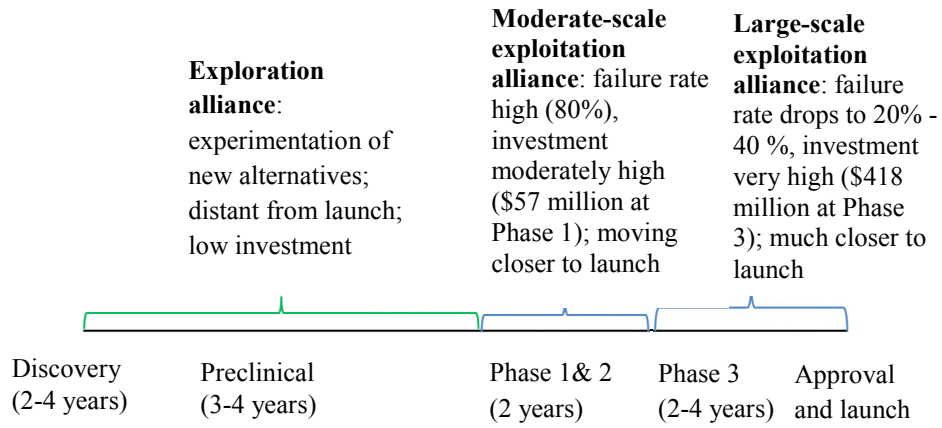 Exploration
alliance:
experimentation of
new alternatives;
distant from launch;
low investment
Moderate-scale
exploitation
alliance: failure rate
high (80%),
investment
moderately high
($57 million at
Phase 1); moving
closer to launch
Large-scale
exploitation
alliance: failure
rate drops to 20% -
40 %, investment
very high ($418
million at Phase
3); much closer to
launch
Discovery
(2-4 years)
Preclinical
(3-4 years)
Phase 1& 2
(2 years)
Phase 3
(2-4 years)
Approval
and launch